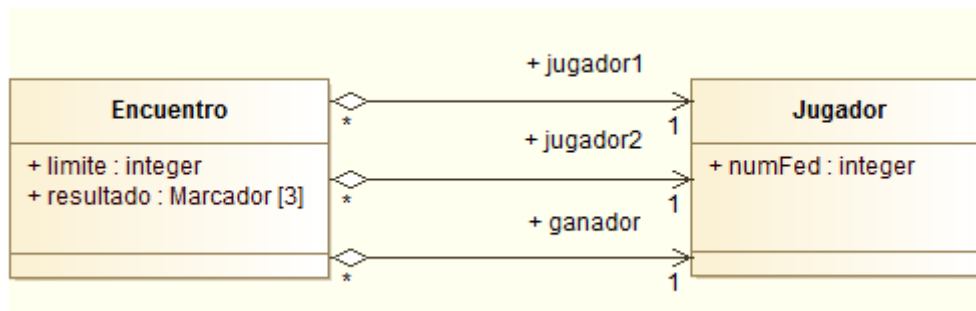 + jugador1
Encuentro
Jugador
*
1
+ limite : integer
+ resultado : Marcador [3]
+ jugador2
+ numFed : integer
*
1
+ ganador
*
1